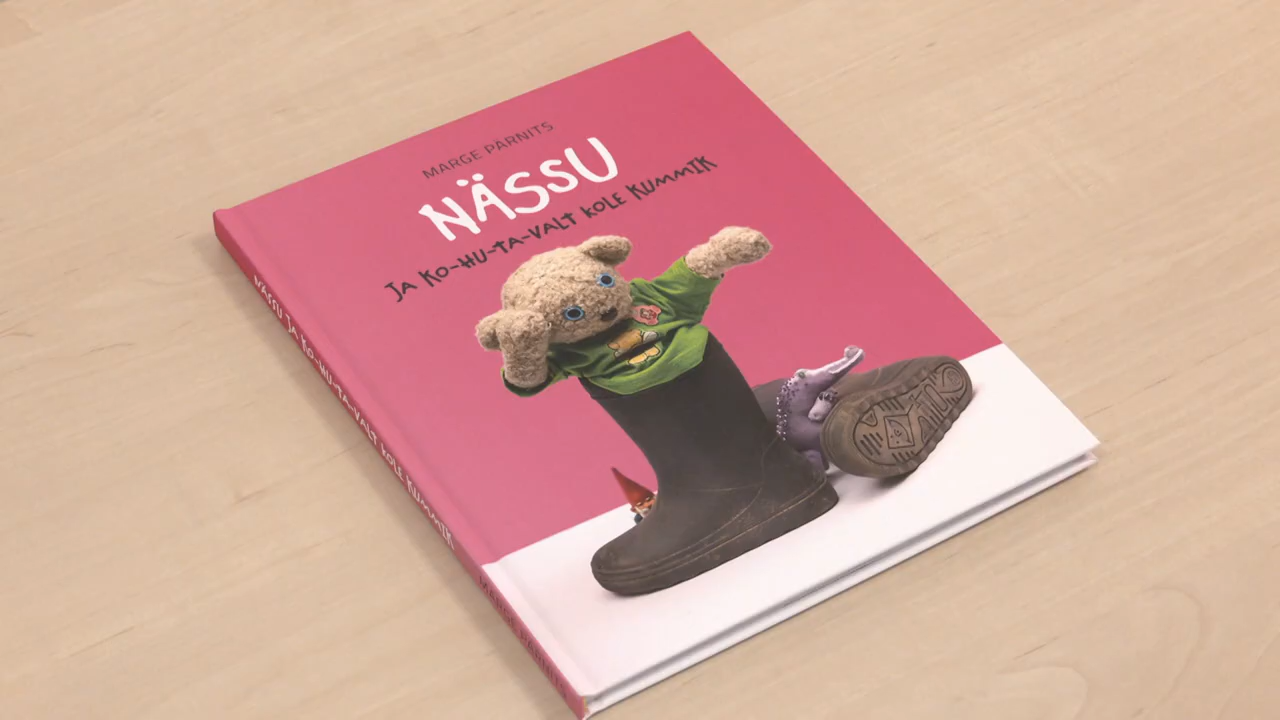 MARGE PÄRNITS
NÄSSU
JA KO-HU-TA-VALT KOLE KUMMIK
NÄSSU JA KO-HU-TA-VALT KOLE KUMMIK
MARGE PÄRNITS